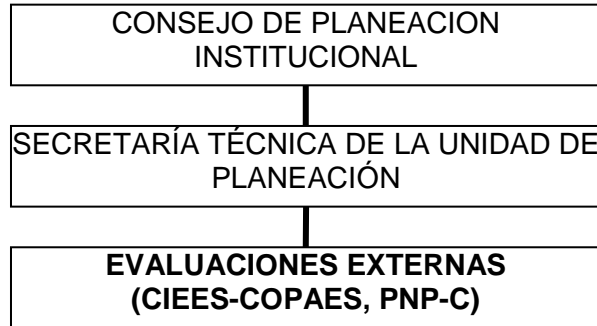 CONSEJO DE PLANEACION
INSTITUCIONAL
SECRETARÍA TÉCNICA DE LA UNIDAD DE
PLANEACIÓN
EVALUACIONES EXTERNAS
(CIEES-COPAES, PNP-C)